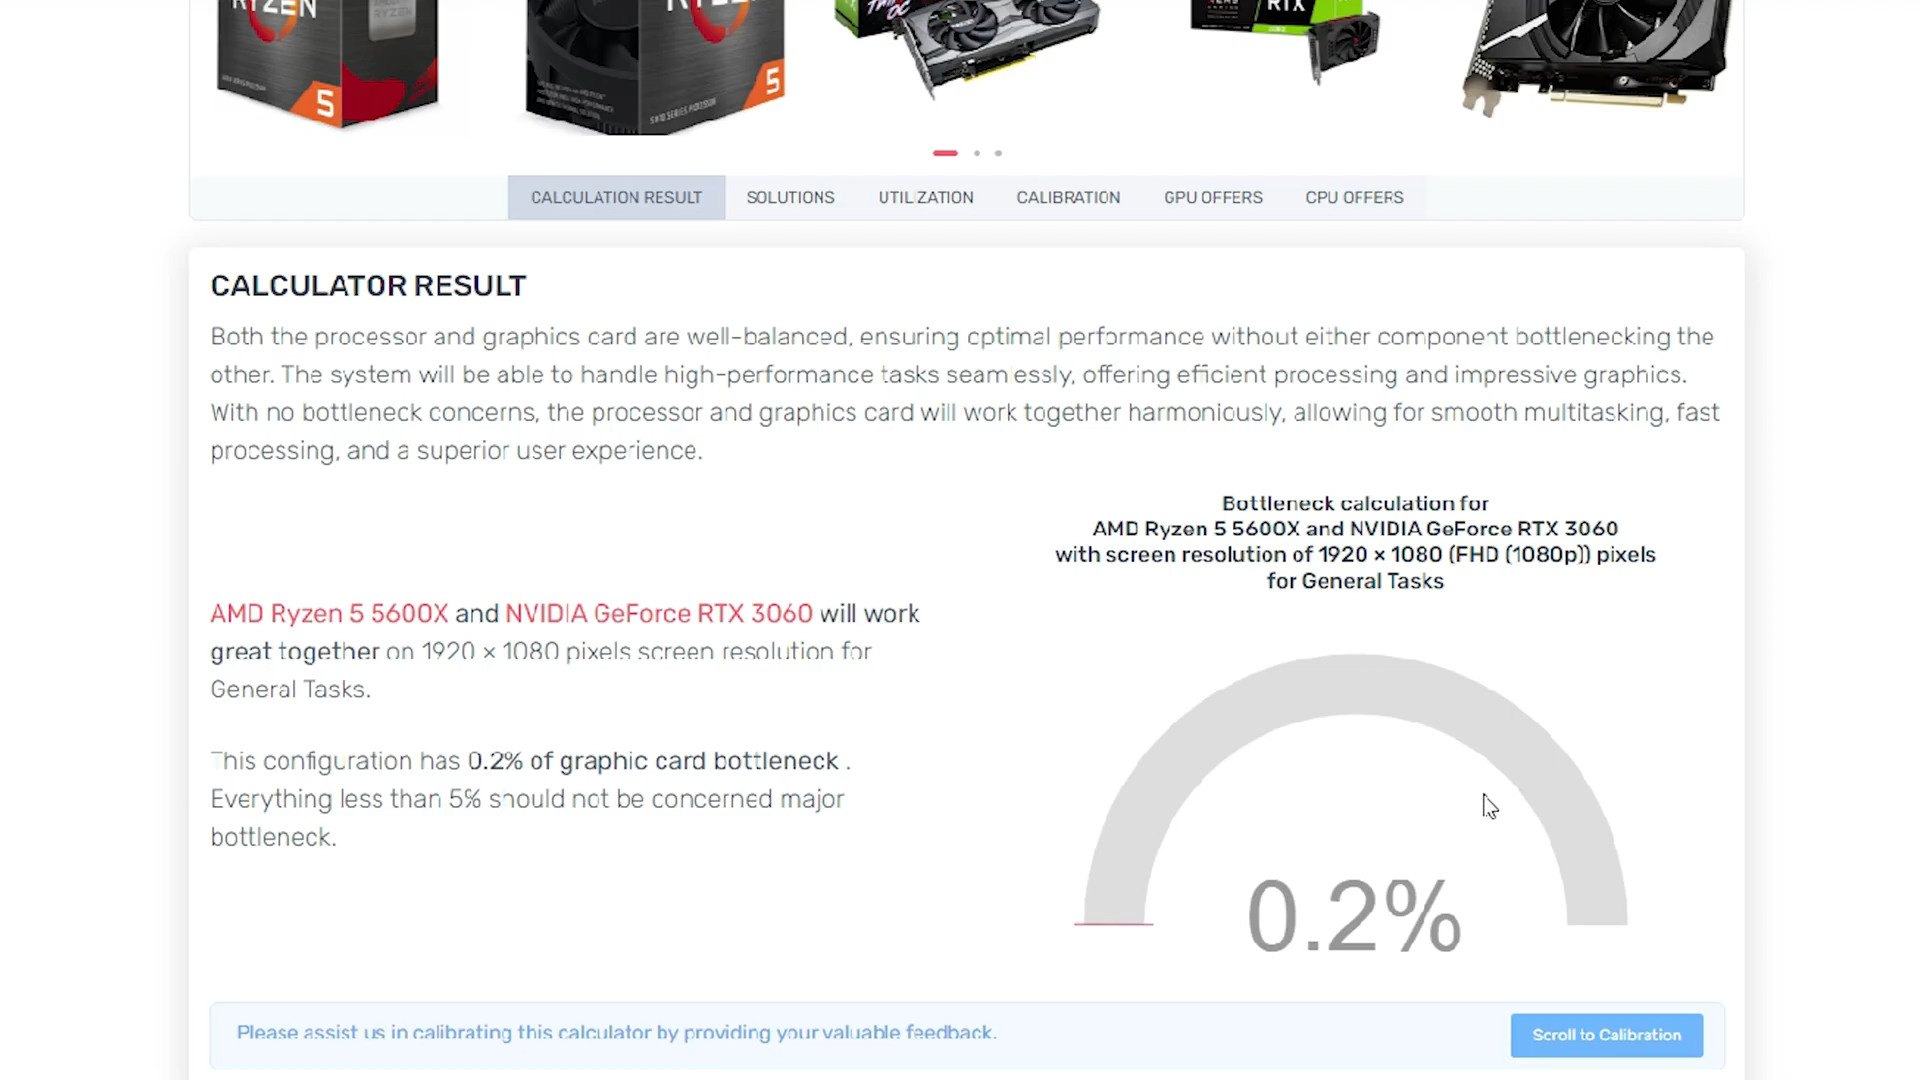 RYZEN
RYZEN
5
RYZEN
5
RTX
CALCULATION RESULT
SOLUTIONS
UTILIZATION
CALIBRATION
GPU OFFERS
CPU OFFERS
CALCULATOR RESULT
Both the processor and graphics card are well-balanced, ensuring optimal performance without either component bottlenecking the
other. The system will be able to handle high-performance tasks seamlessly, offering efficient processing and impressive graphics.
With no bottleneck concerns, the processor and graphics card will work together harmoniously, allowing for smooth multitasking, fast
processing, and a superior user experience.
AMD Ryzen 5 5600X and NVIDIA GeForce RTX 3060 will work
great together on 1920 × 1080 pixels screen resolution for
General Tasks.
This configuration has 0.2% of graphic card bottleneck .
Everything less than 5% should not be concerned major
bottleneck.
Bottleneck calculation for
AMD Ryzen 5 5600X and NVIDIA GeForce RTX 3060
with screen resolution of 1920 × 1080 (FHD (1080p)) pixels
for General Tasks
0.2%
Please assist us in calibrating this calculator by providing your valuable feedback.
Scroll to Calibration